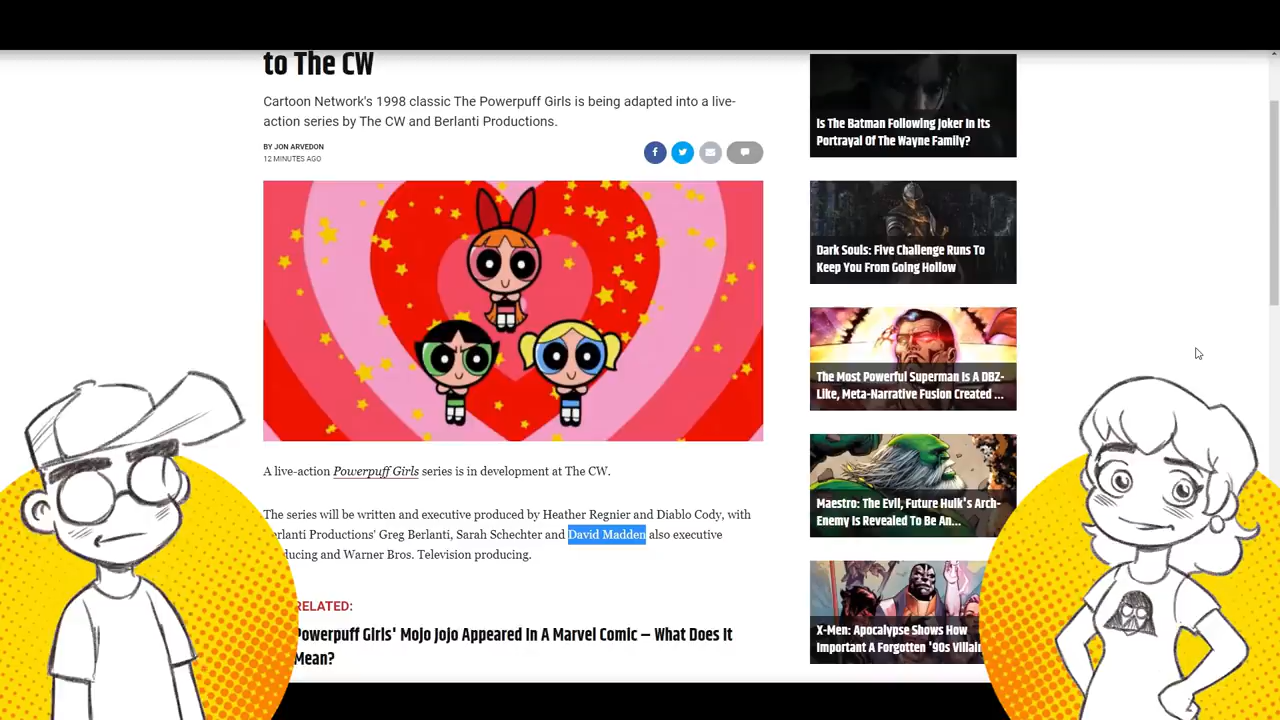 to The CW
Cartoon Network's 1998 classic The Powerpuff Girls is being adapted into a live-
action series by The CW and Berlanti Productions.
BY JON ARVEDON
12 MINUTES AGO
A live-action Powerpuff Girls series is in development at The CW.
The series will be written and executive produced by Heather Regnier and Diablo Cody, with
erlanti Productions' Greg Berlanti, Sarah Schechter and David Madden also executive
ducing and Warner Bros. Television producing.
RELATED:
Powerpuff Girls' Mojo Jojo Appeared In A Marvel Comic – What Does It
Mean?
Is The Batman Following Joker In Its
Portrayal Of The Wayne Family?
Dark Souls: Five Challenge Runs To
Keep You From Going Hollow
The Most Powerful Superman Is A DBZ-
Like, Meta-Narrative Fusion Created ...
Maestro: The Evil, Future Hulk's Arch-
Enemy Is Revealed To Be An...
X-Men: Apocalypse Shows How
Important A Forgotten '90s Villain